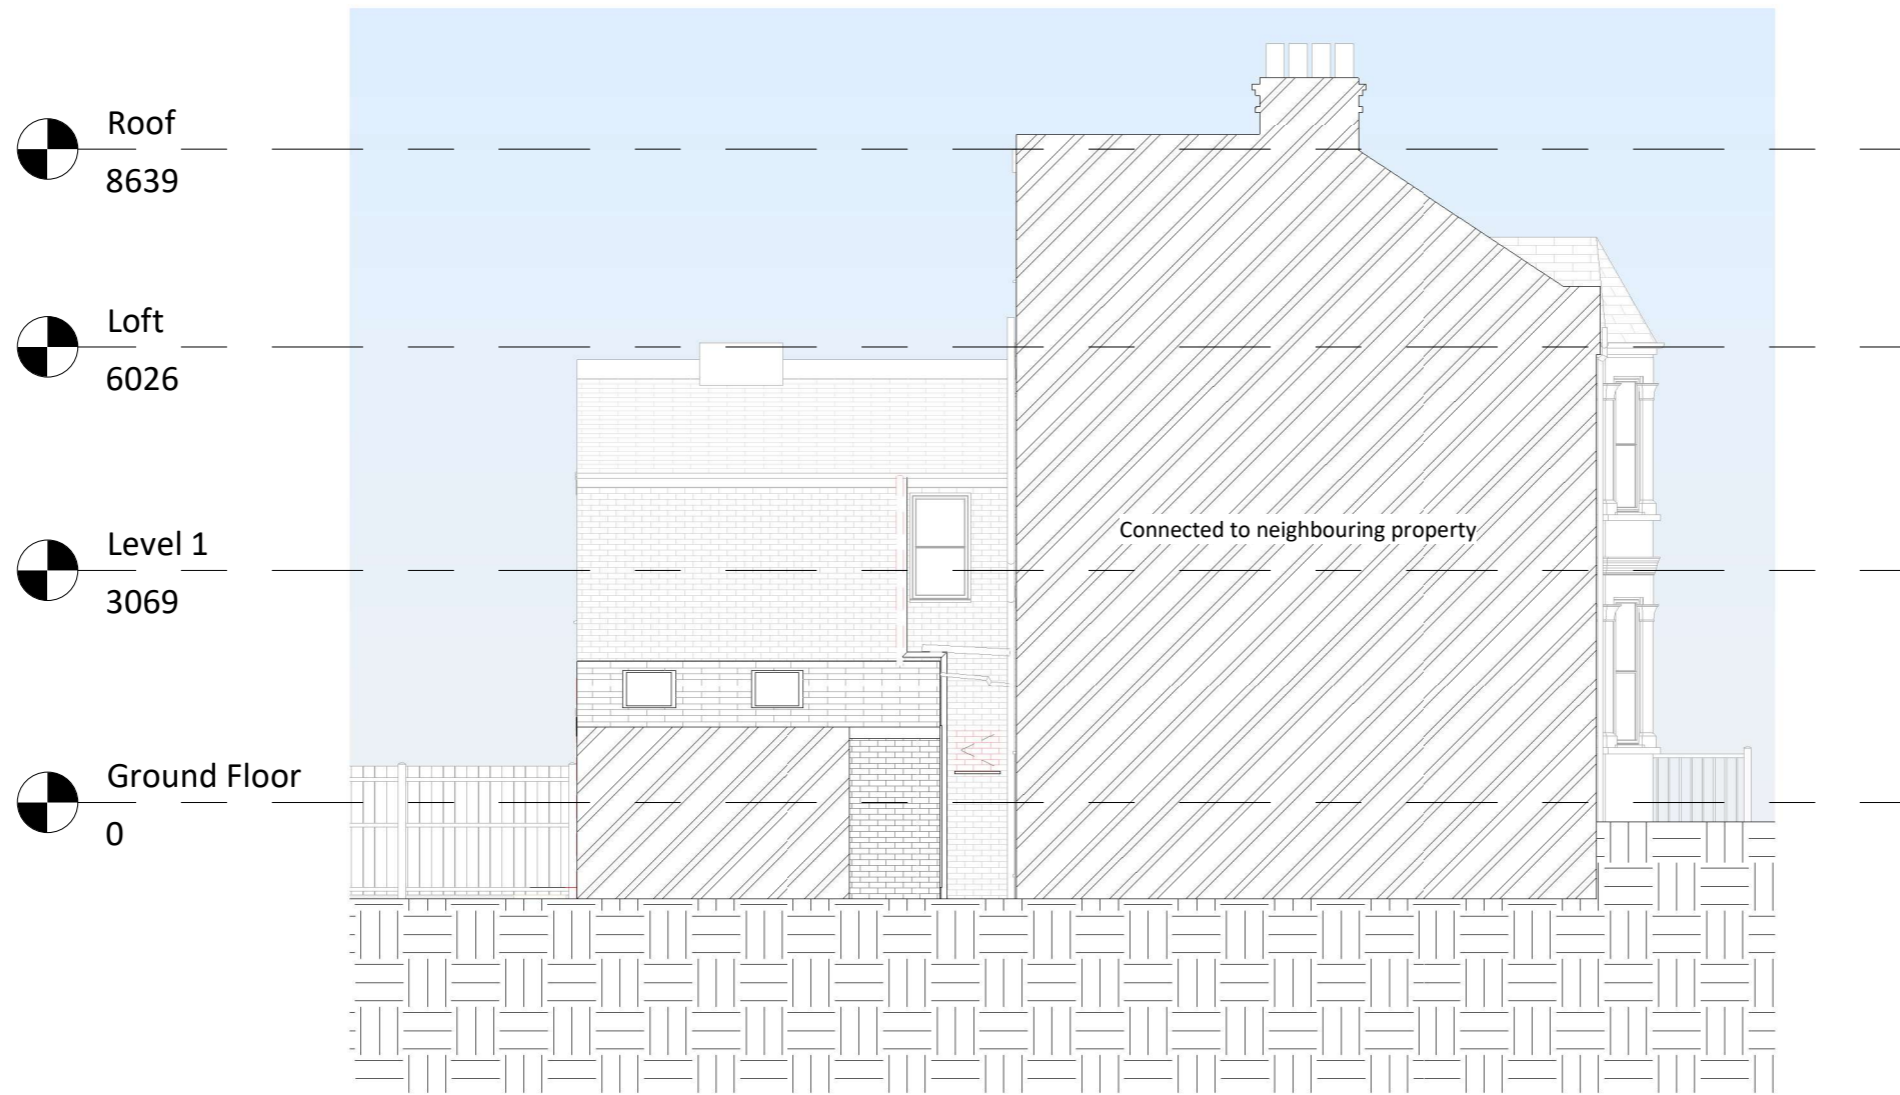 Roof
8639
Loft
6026
Level 1
3069
Connected to neighbouring property
Ground Floor
0